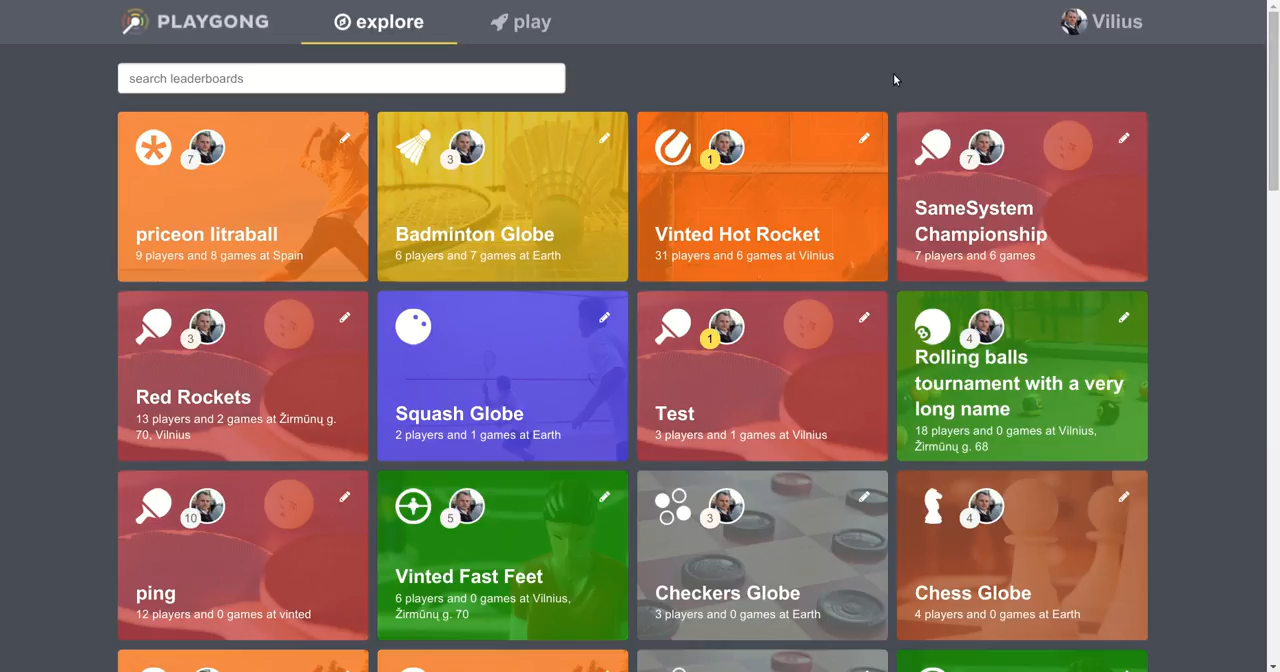 PLAYGONG
explore
play
Vilius
search leaderboards
7
priceon litraball
9 players and 8 games at Spain
3
Badminton Globe
6 players and 7 games at Earth
1
Vinted Hot Rocket
31 players and 6 games at Vilnius
7
SameSystem
Championship
7 players and 6 games
3
Red Rockets
13 players and 2 games at Žirmūnų g.
70, Vilnius
Squash Globe
2 players and 1 games at Earth
1
Test
3 players and 1 games at Vilnius
8
4
Rolling balls
tournament with a very
long name
18 players and 0 games at Vilnius,
Žirmūnų g. 68
10
ping
12 players and 0 games at vinted
5
Vinted Fast Feet
6 players and 0 games at Vilnius,
Žirmūnų g. 70
3
Checkers Globe
3 players and 0 games at Earth
4
Chess Globe
4 players and 0 games at Earth